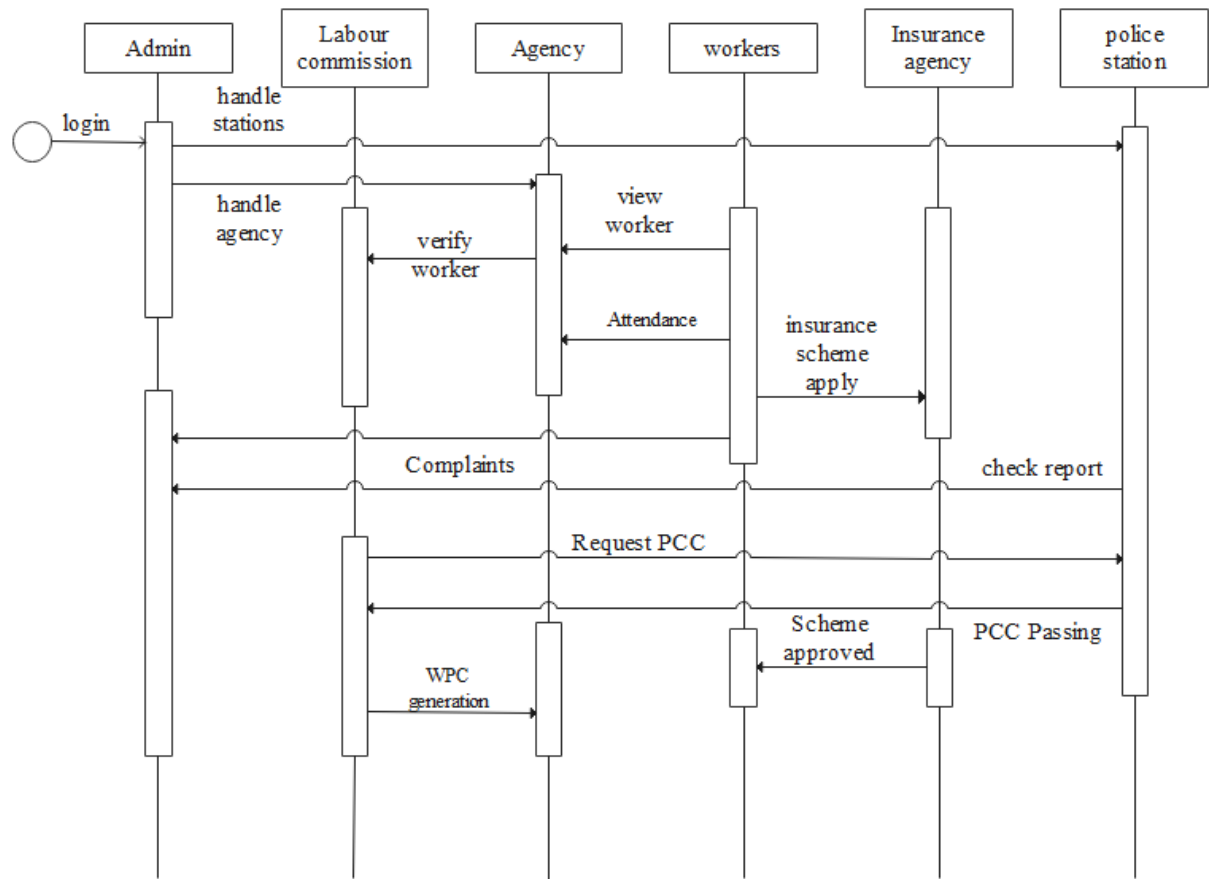 Admin
Labour
commission
Agency
workers
Insurance
agency
police
station
handle
stations
login
handle
agency
view
worker
verify
worker
Attendance
insurance
scheme
apply
Complaints
check report
Request PCC
Scheme
approved
PCC Passing
WPC
generation